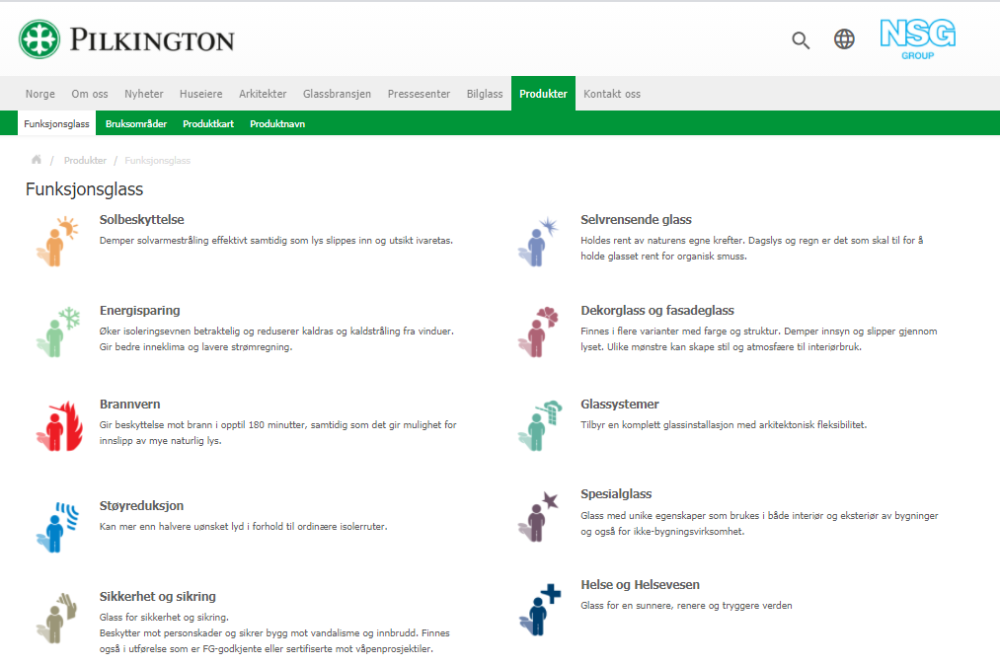 PILKINGTON
NSG
GROUP
Norge Om oss Nyheter Huseiere Arkitekter Glassbransjen Pressesenter Bilglass Produkter Kontakt oss
Funksjonsglass Bruksområder Produktkart Produktnavn
/ Produkter / Funksjonsglass
Funksjonsglass
Solbeskyttelse
Demper solvarmestråling effektivt samtidig som lys slippes inn og utsikt ivaretas.
Selvrensende glass
Holdes rent av naturens egne krefter. Dagslys og regn er det som skal til for å
holde glasset rent for organisk smuss.
Energisparing
Øker isoleringsevnen betraktelig og reduserer kaldras og kaldstråling fra vinduer.
Gir bedre inneklima og lavere strømregning.
Dekorglass og fasadeglass
Finnes i flere varianter med farge og struktur. Demper innsyn og slipper gjennom
lyset. Ulike mønstre kan skape stil og atmosfære til interiørbruk.
Brannvern
Gir beskyttelse mot brann i opptil 180 minutter, samtidig som det gir mulighet for
innslipp av mye naturlig lys.
Glassystemer
Tilbyr en komplett glassinstallasjon med arkitektonisk fleksibilitet.
Støyreduksjon
Kan mer enn halvere uønsket lyd i forhold til ordinære isolerruter.
Spesialglass
Glass med unike egenskaper som brukes i både interiør og eksteriør av bygninger
og også for ikke-bygningsvirksomhet.
Sikkerhet og sikring
Glass for sikkerhet og sikring.
Beskytter mot personskader og sikrer bygg mot vandalisme og innbrudd. Finnes
også i utførelse som er FG-godkjente eller sertifiserte mot våpenprosjektiler.
Helse og Helsevesen
Glass for en sunnere, renere og tryggere verden